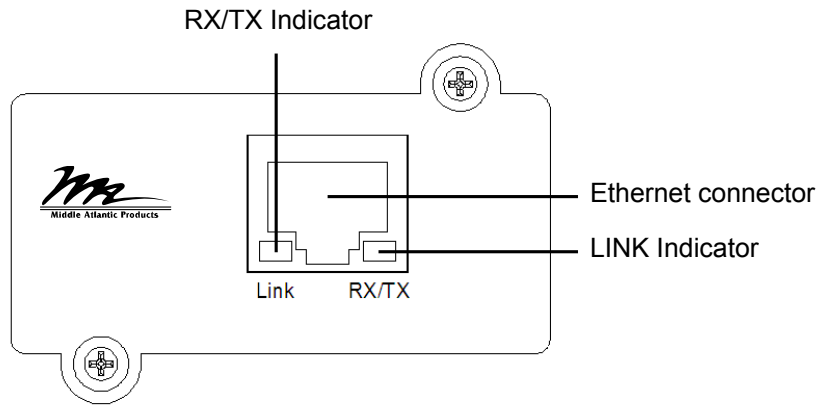 RX/TX Indicator
Middle Atlantic Products
Ethernet connector
LINK Indicator
Link RX/TX